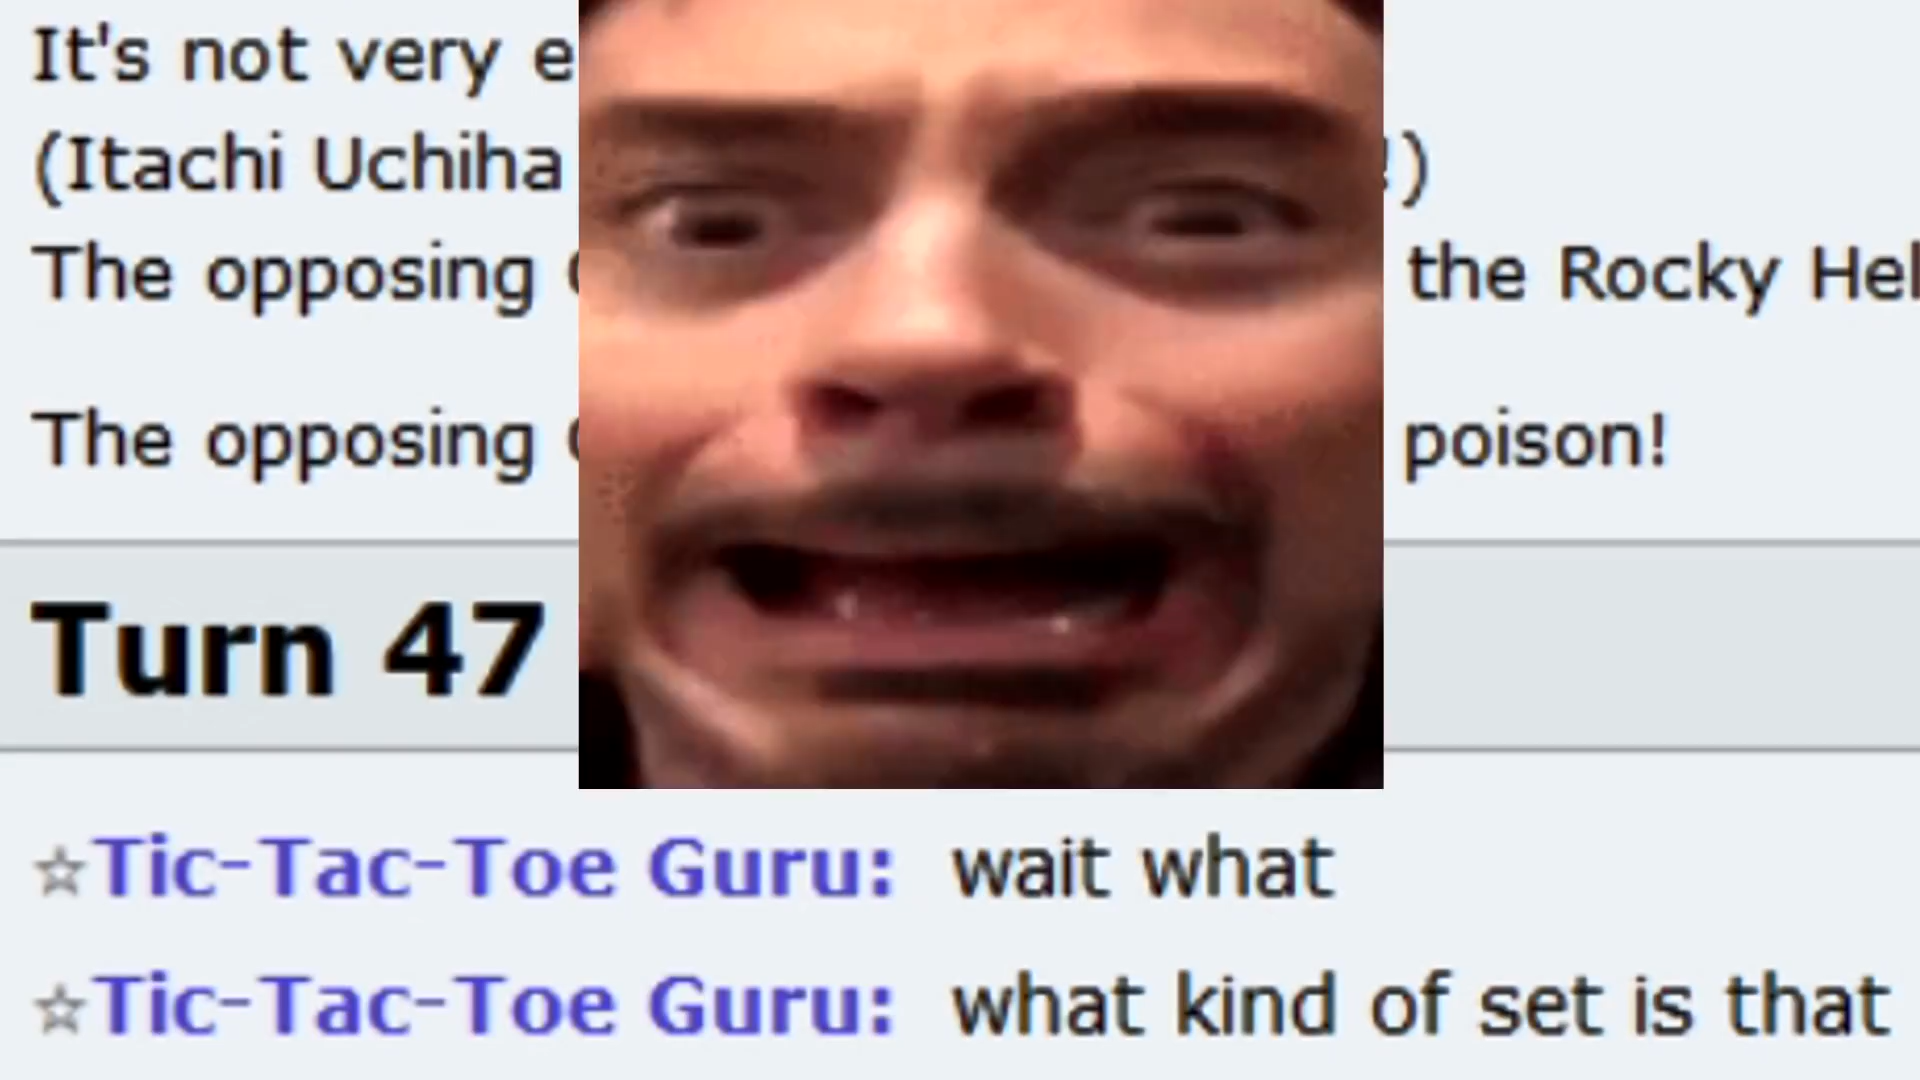 It's not very e
(Itachi Uchiha !)
The opposing the Rocky Hel
The opposing poison!
Turn 47
☆Tic-Tac-Toe Guru: wait what
☆Tic-Tac-Toe Guru: what kind of set is that